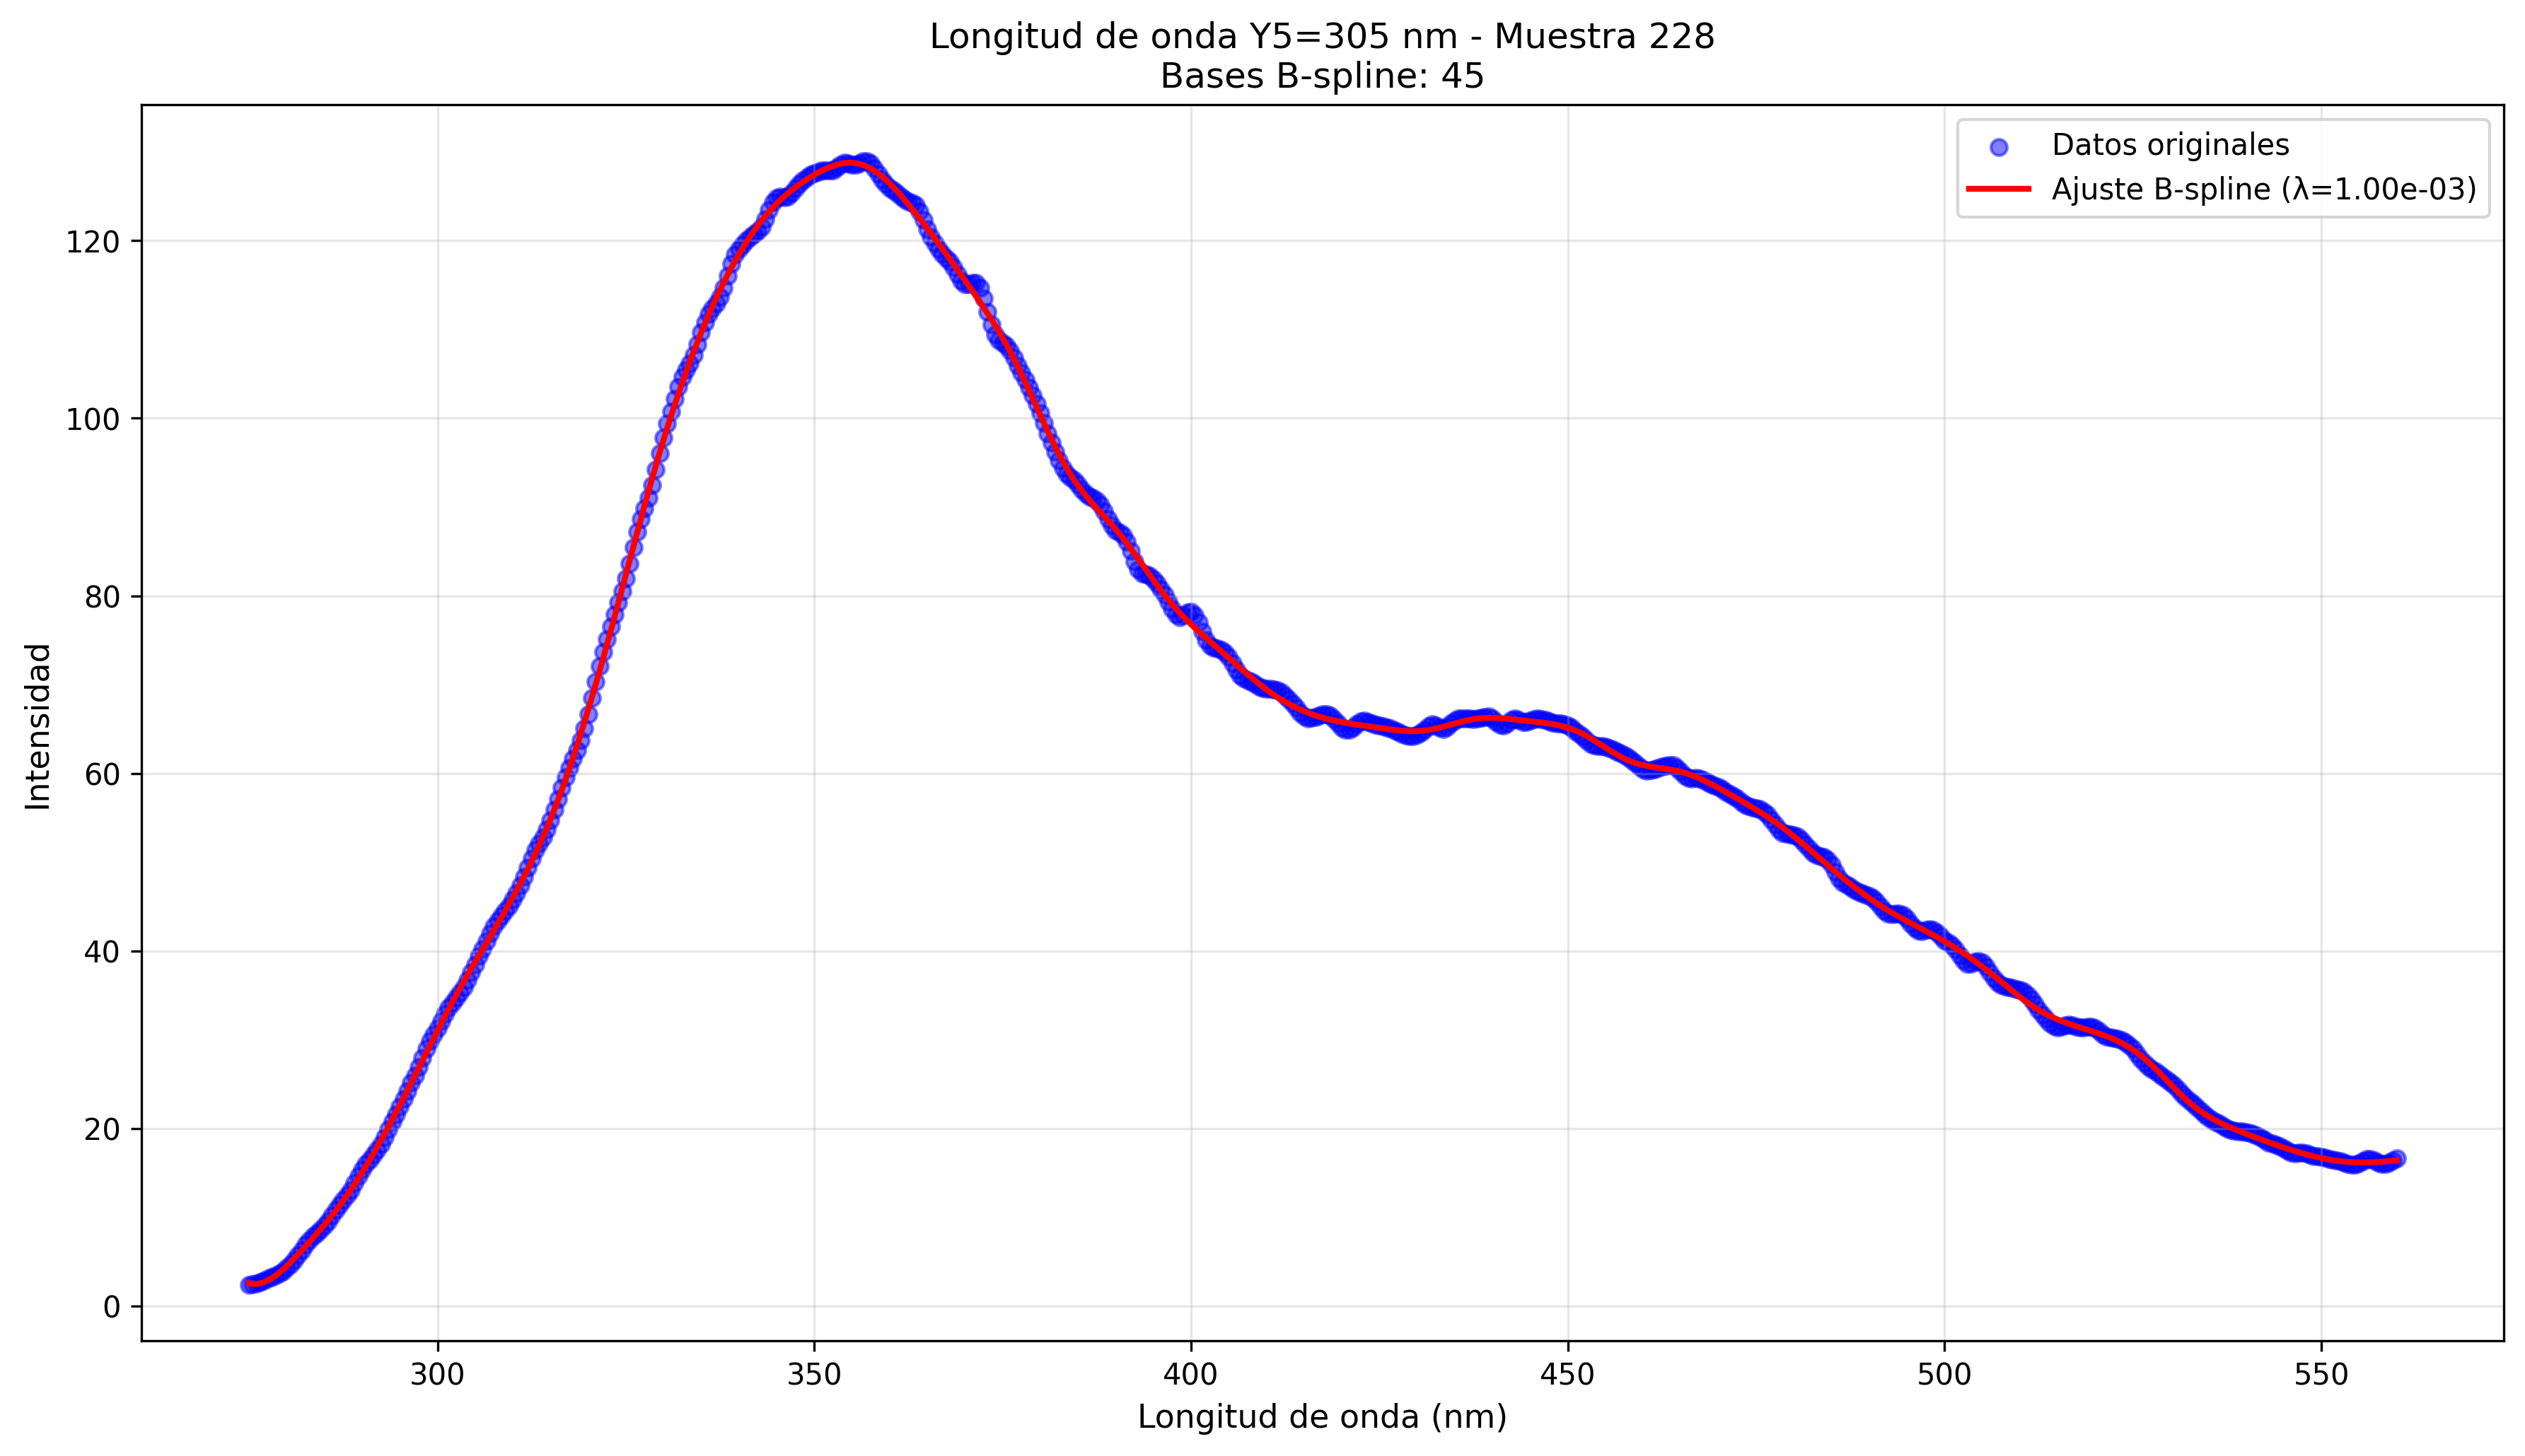 Longitud de onda Y5=305 nm - Muestra 228
Bases B-spline: 45
Datos originales
Ajuste B-spline (λ=1.00e-03)
Intensidad
120
100
80
60
40
20
0
300
350
400
450
500
550
Longitud de onda (nm)